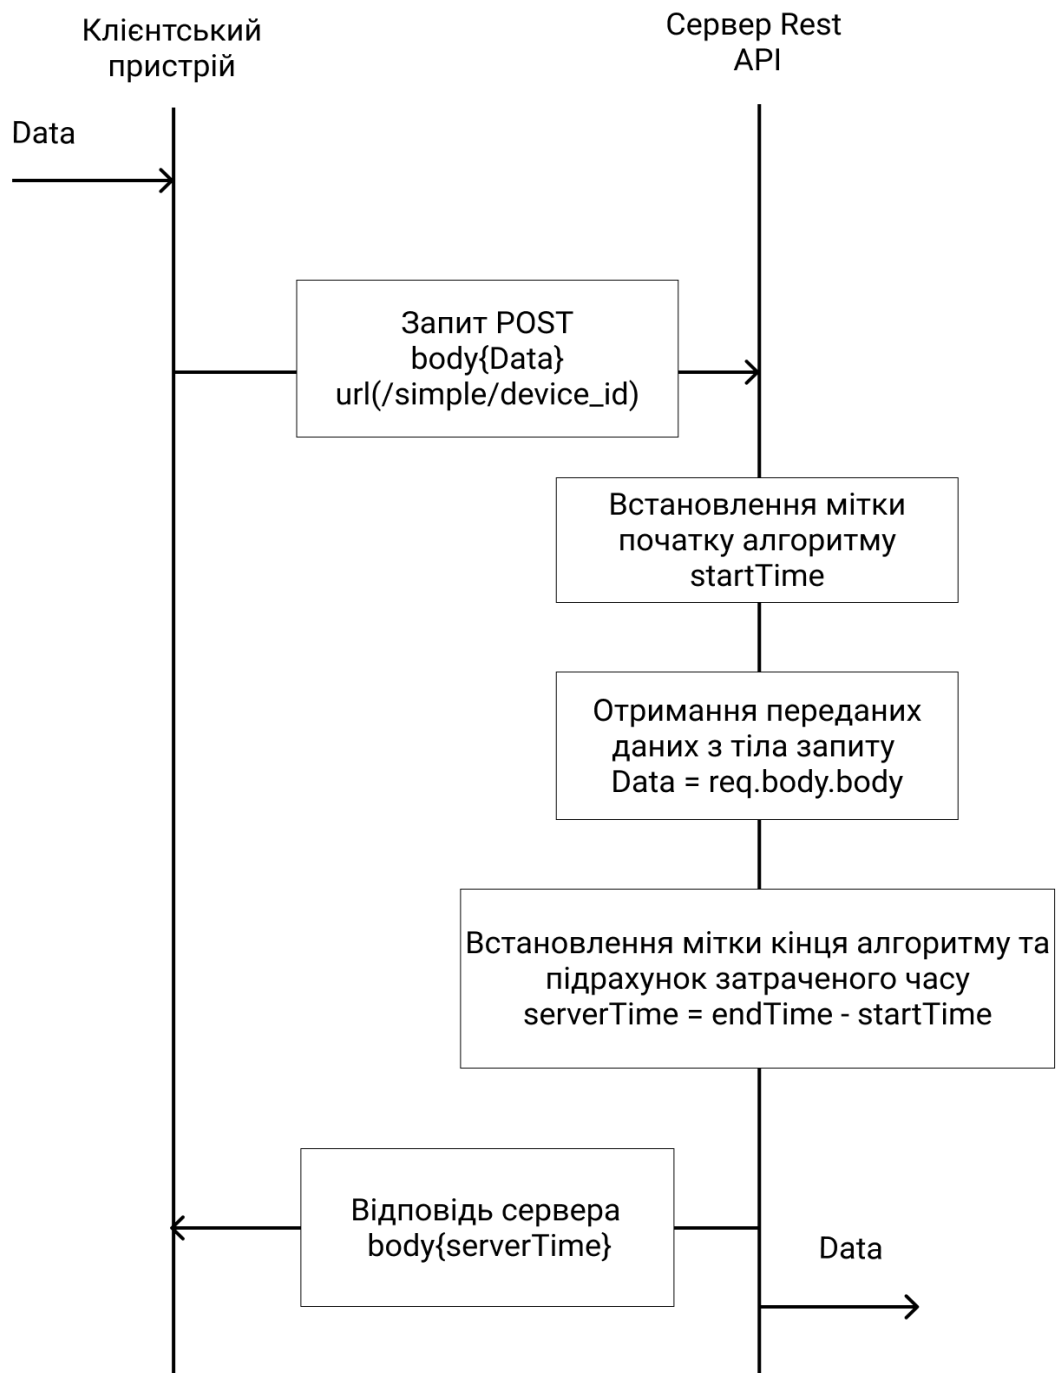 Клієнтський
пристрій
Сервер Rest
API
Data
Запит POST
body{Data}
url(/simple/device_id)
Встановлення мітки
початку алгоритму
startTime
Отримання переданих
даних з тіла запиту
Data = req.body.body
Встановлення мітки кінця алгоритму та
підрахунок затраченого часу
serverTime = endTime - startTime
Відповідь сервера
body{serverTime}
Data